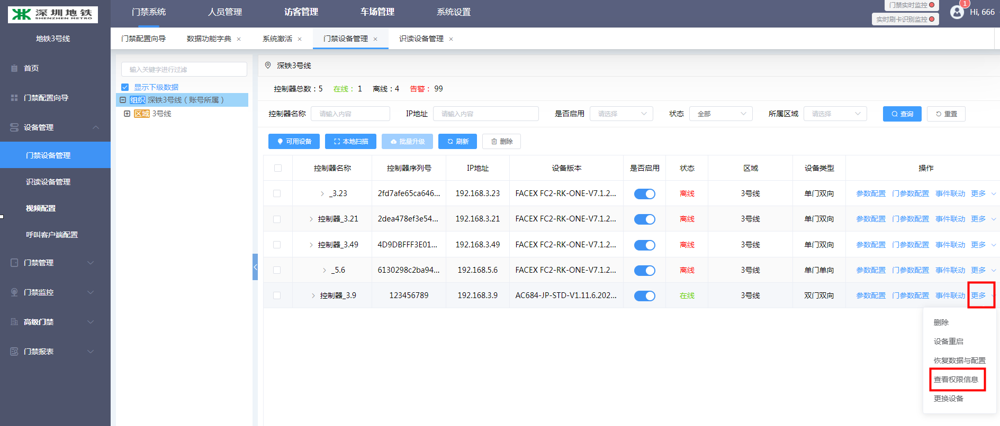 深圳地铁
SHENZHEN METRO
门禁系统
人员管理
访客管理
车场管理
系统设置
门禁实时监控
实时刷卡识别监控
1
Hi, 666
地铁3号线
门禁配置向导
数据功能字典 ×
系统激活 ×
门禁设备管理 ×
识读设备管理 ×
首页
门禁配置向导
设备管理
门禁设备管理
识读设备管理
视频配置
呼叫客户端配置
门禁管理
门禁监控
高级门禁
门禁报表
输入关键字进行过滤
显示下级数据
组织 深铁3号线（账号所属）
区域 3号线
深铁3号线
控制器总数：5 在线： 1 离线：4 告警： 99
控制器名称 请输入内容 IP地址 请输入内容 是否启用 请选择 状态 全部 所属区域 请选择 查询 重置
可用设备 本地扫描 批量升级 刷新 删除
控制器名称 控制器序列号 IP地址 设备版本 是否启用 状态 区域 设备类型 操作
_3.23 2fd7afe65ca646... 192.168.3.23 FACEX FC2-RK-ONE-V7.1.2... 离线 3号线 单门双向 参数配置 门参数配置 事件联动 更多
控制器_3.21 2dea478ef3e54... 192.168.3.21 FACEX FC2-RK-ONE-V7.1.2... 离线 3号线 单门双向 参数配置 门参数配置 事件联动 更多
控制器_3.49 4D9DBFFF3E01... 192.168.3.49 FACEX FC2-RK-ONE-V7.1.2... 离线 3号线 单门双向 参数配置 门参数配置 事件联动 更多
_5.6 6130298c2ba94... 192.168.5.6 FACEX FC2-RK-ONE-V7.1.2... 离线 3号线 单门单向 参数配置 门参数配置 事件联动 更多
控制器_3.9 123456789 192.168.3.9 AC684-JP-STD-V1.11.6.202... 在线 3号线 双门双向 参数配置 门参数配置 事件联动 更多
删除
设备重启
恢复数据与配置
查看权限信息
更换设备